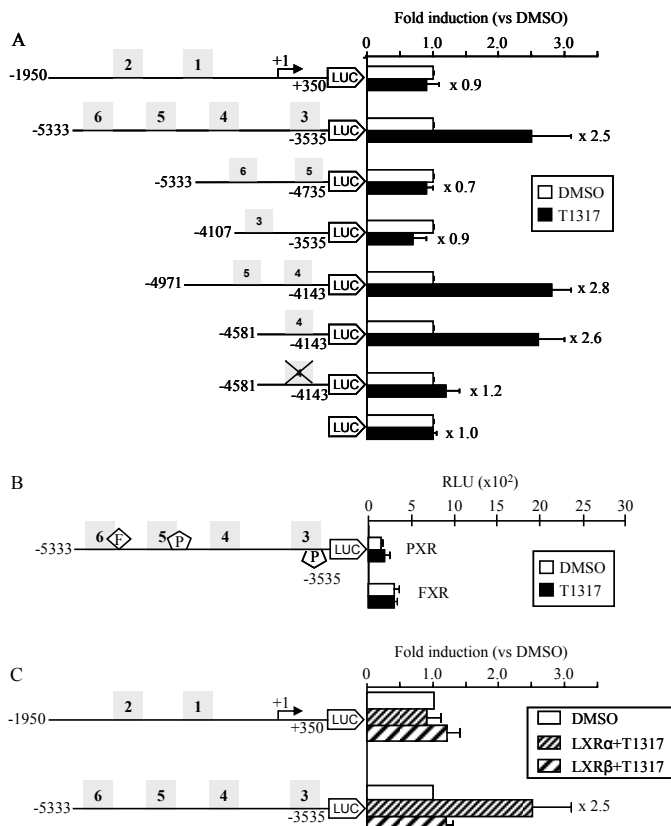 A
Fold induction (vs DMSO)
0 1.0 2.0 3.0
2 1 +1
-1950 +350 LUC x 0.9
6 5 4 3
-5333 -3535 LUC x 2.5
6 5
-5333 -4735 LUC x 0.7
3
-4107 -3535 LUC x 0.9
5 4
-4971 -4143 LUC x 2.8
4
-4581 -4143 LUC x 2.6
-4581 -4143 LUC x 1.2
LUC x 1.0
DMSO
T1317
B
RLU (x10²)
0 5 10 15 20 25 30
6 F 5 P 4 3
-5333 P -3535 LUC PXR
FXR
DMSO
T1317
C
Fold induction (vs DMSO)
0 1.0 2.0 3.0
2 1 +1
-1950 +350 LUC
6 5 4 3
-5333 -3535 LUC x 2.5
DMSO
LXRα+T1317
LXRβ+T1317